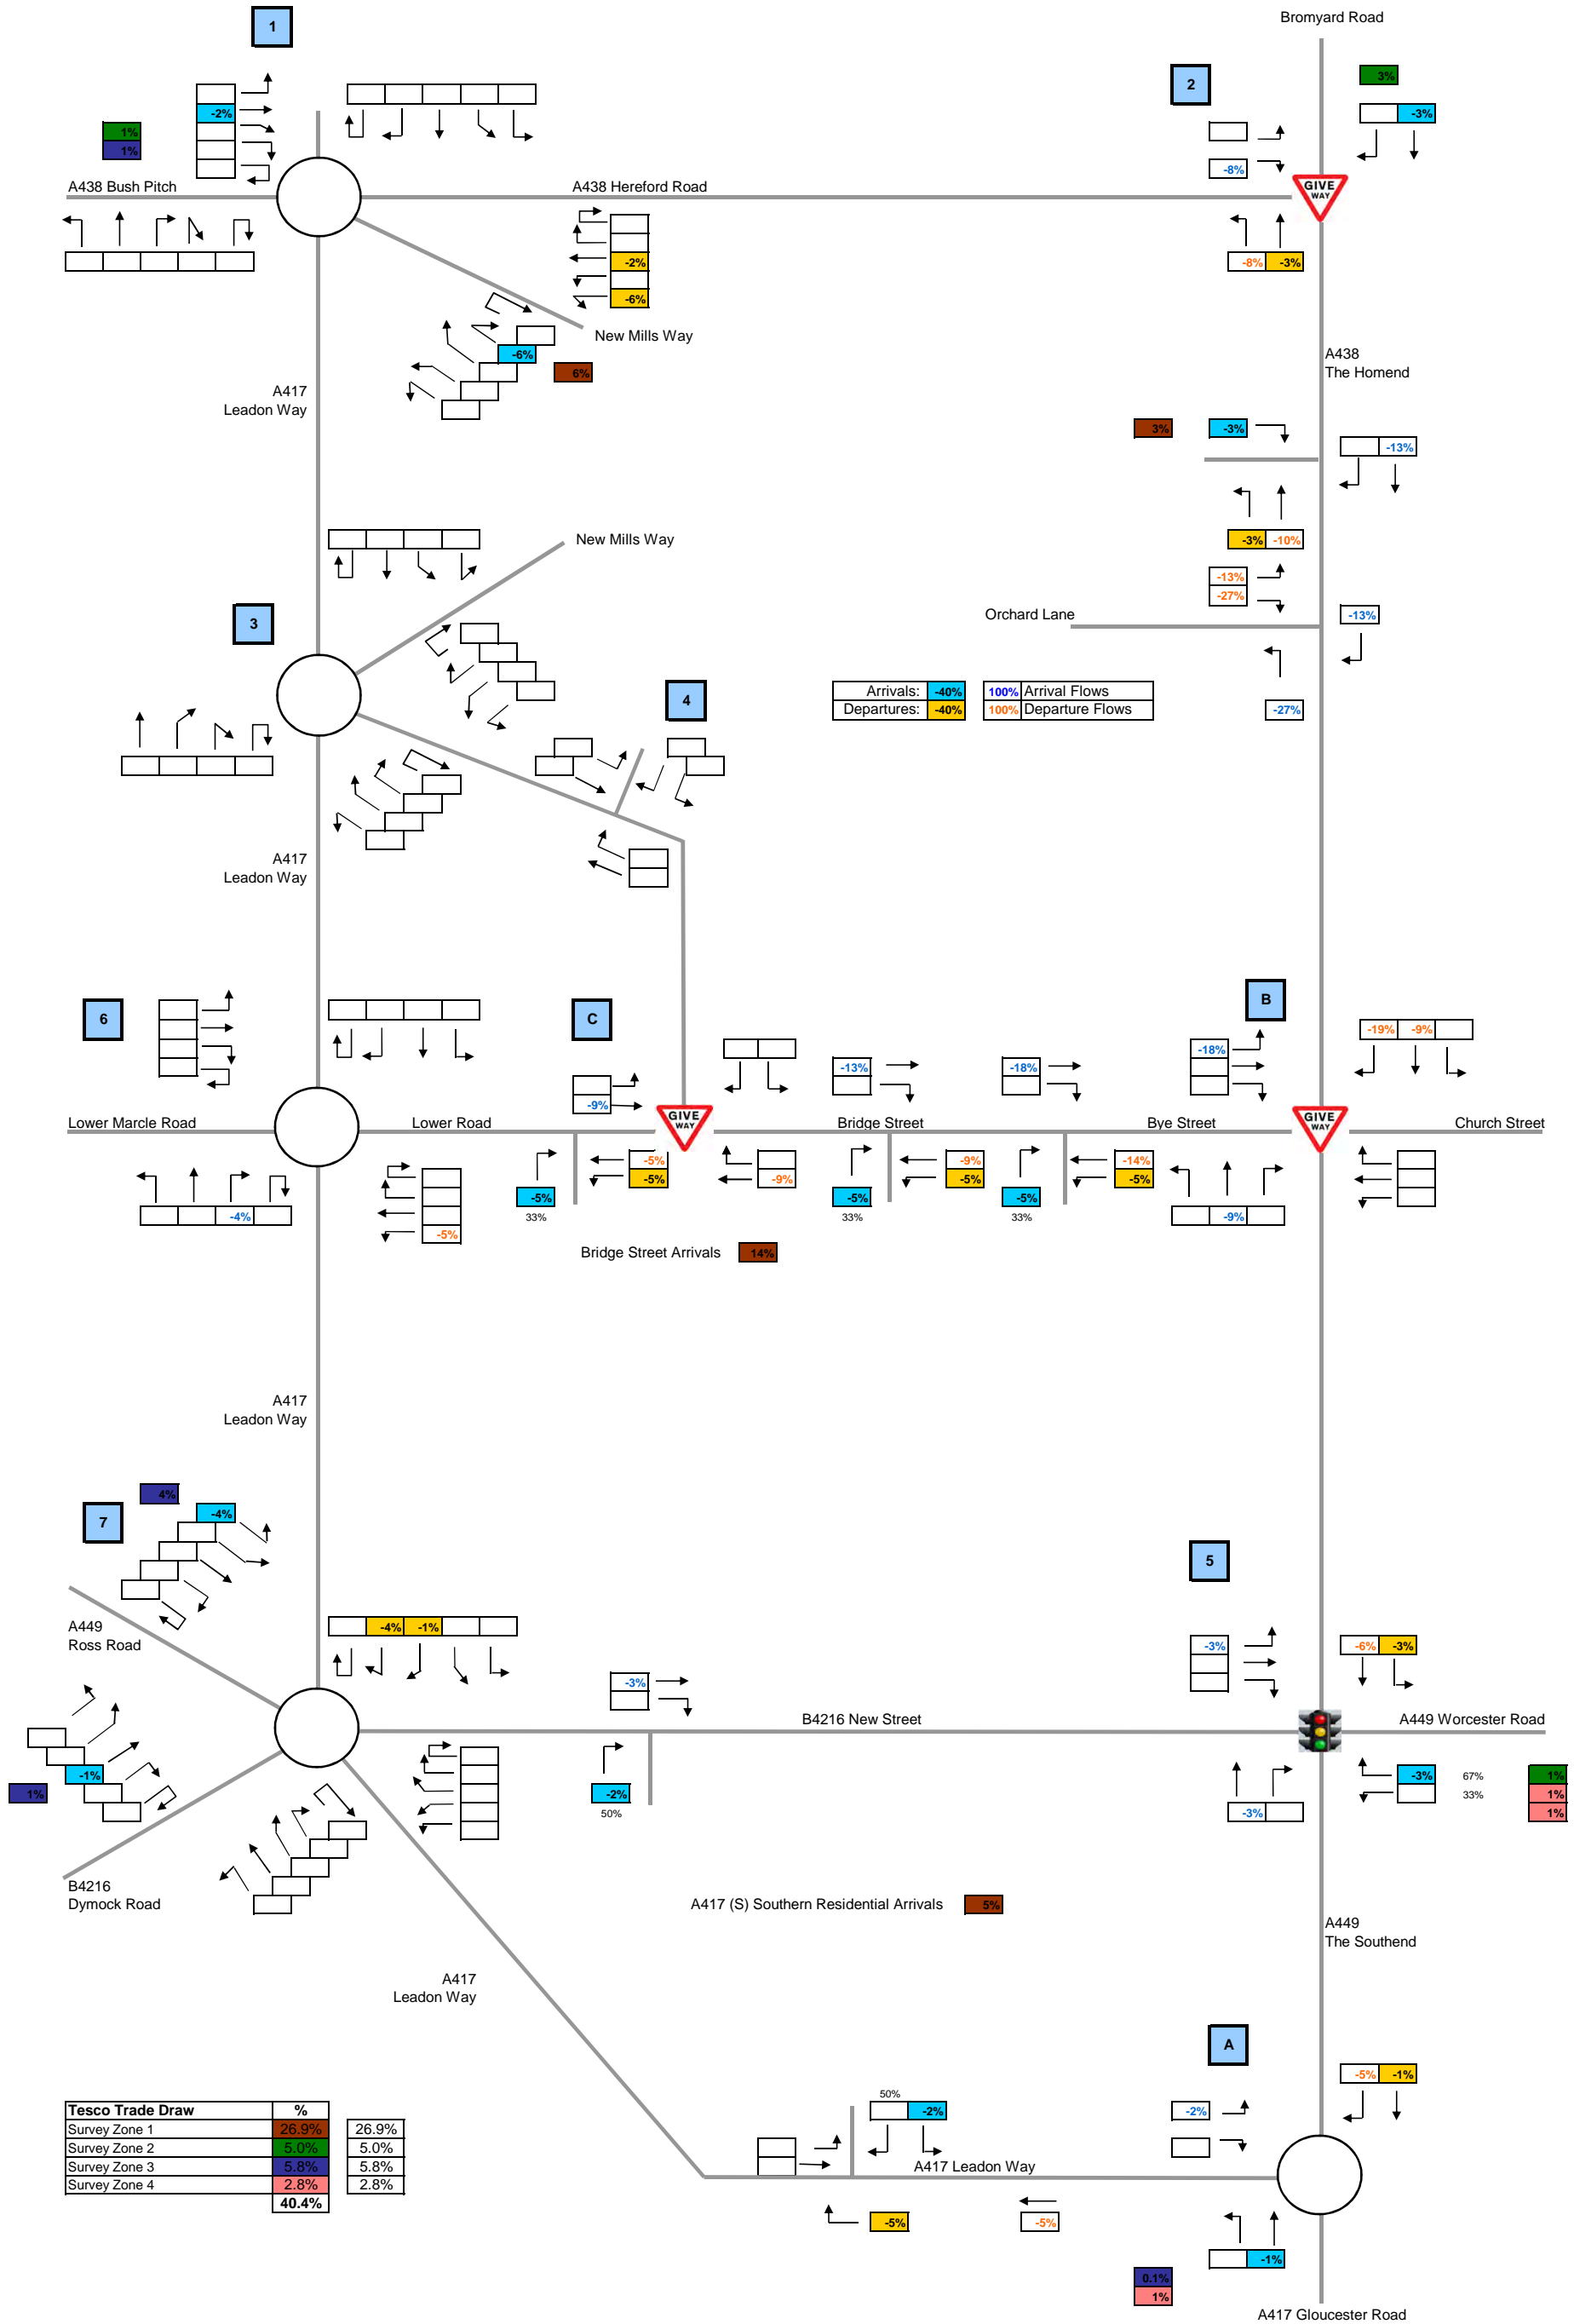 Bromyard Road
1
2
3%
-3%
-2%
1%
1%
-8%
A438 Bush Pitch
A438 Hereford Road
GIVE
WAY
-2%
-6%
-8% -3%
New Mills Way
-6%
6%
A438
The Homend
A417
Leadon Way
3%
-3%
-13%
-3% -10%
New Mills Way
-13%
-27%
3
Orchard Lane
-13%
4
Arrivals: -40% 100% Arrival Flows
Departures: -40% 100% Departure Flows
-27%
A417
Leadon Way
6
C
B
-19% -9%
-13%
-18%
-18%
-9%
Lower Marcle Road
Lower Road
GIVE
WAY
Bridge Street
Bye Street
GIVE
WAY
Church Street
-5%
-5%
-9%
-9%
-5%
-14%
-5%
-5%
33%
-5%
33%
-5%
33%
-4%
-5%
-9%
Bridge Street Arrivals 14%
A417
Leadon Way
4%
-4%
7
5
A449
Ross Road
-4% -1%
-3%
-3%
-6% -3%
B4216 New Street
A449 Worcester Road
-1%
1%
-2%
50%
-3%
-3%
67%
33%
1%
1%
1%
B4216
Dymock Road
A417 (S) Southern Residential Arrivals 5%
A449
The Southend
A417
Leadon Way
A
-5% -1%
50%
-2%
-2%
Tesco Trade Draw %
Survey Zone 1 26.9% 26.9%
Survey Zone 2 5.0% 5.0%
Survey Zone 3 5.8% 5.8%
Survey Zone 4 2.8% 2.8%
40.4%
A417 Leadon Way
-5%
-5%
-1%
0.1%
1%
A417 Gloucester Road